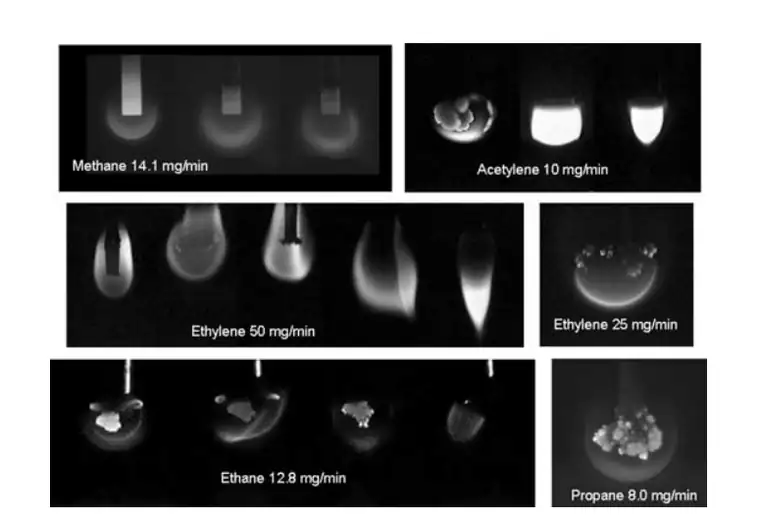 Methane 14.1 mg/min
Acetylene 10 mg/min
Ethylene 50 mg/min
Ethylene 25 mg/min
Ethane 12.8 mg/min
Propane 8.0 mg/min